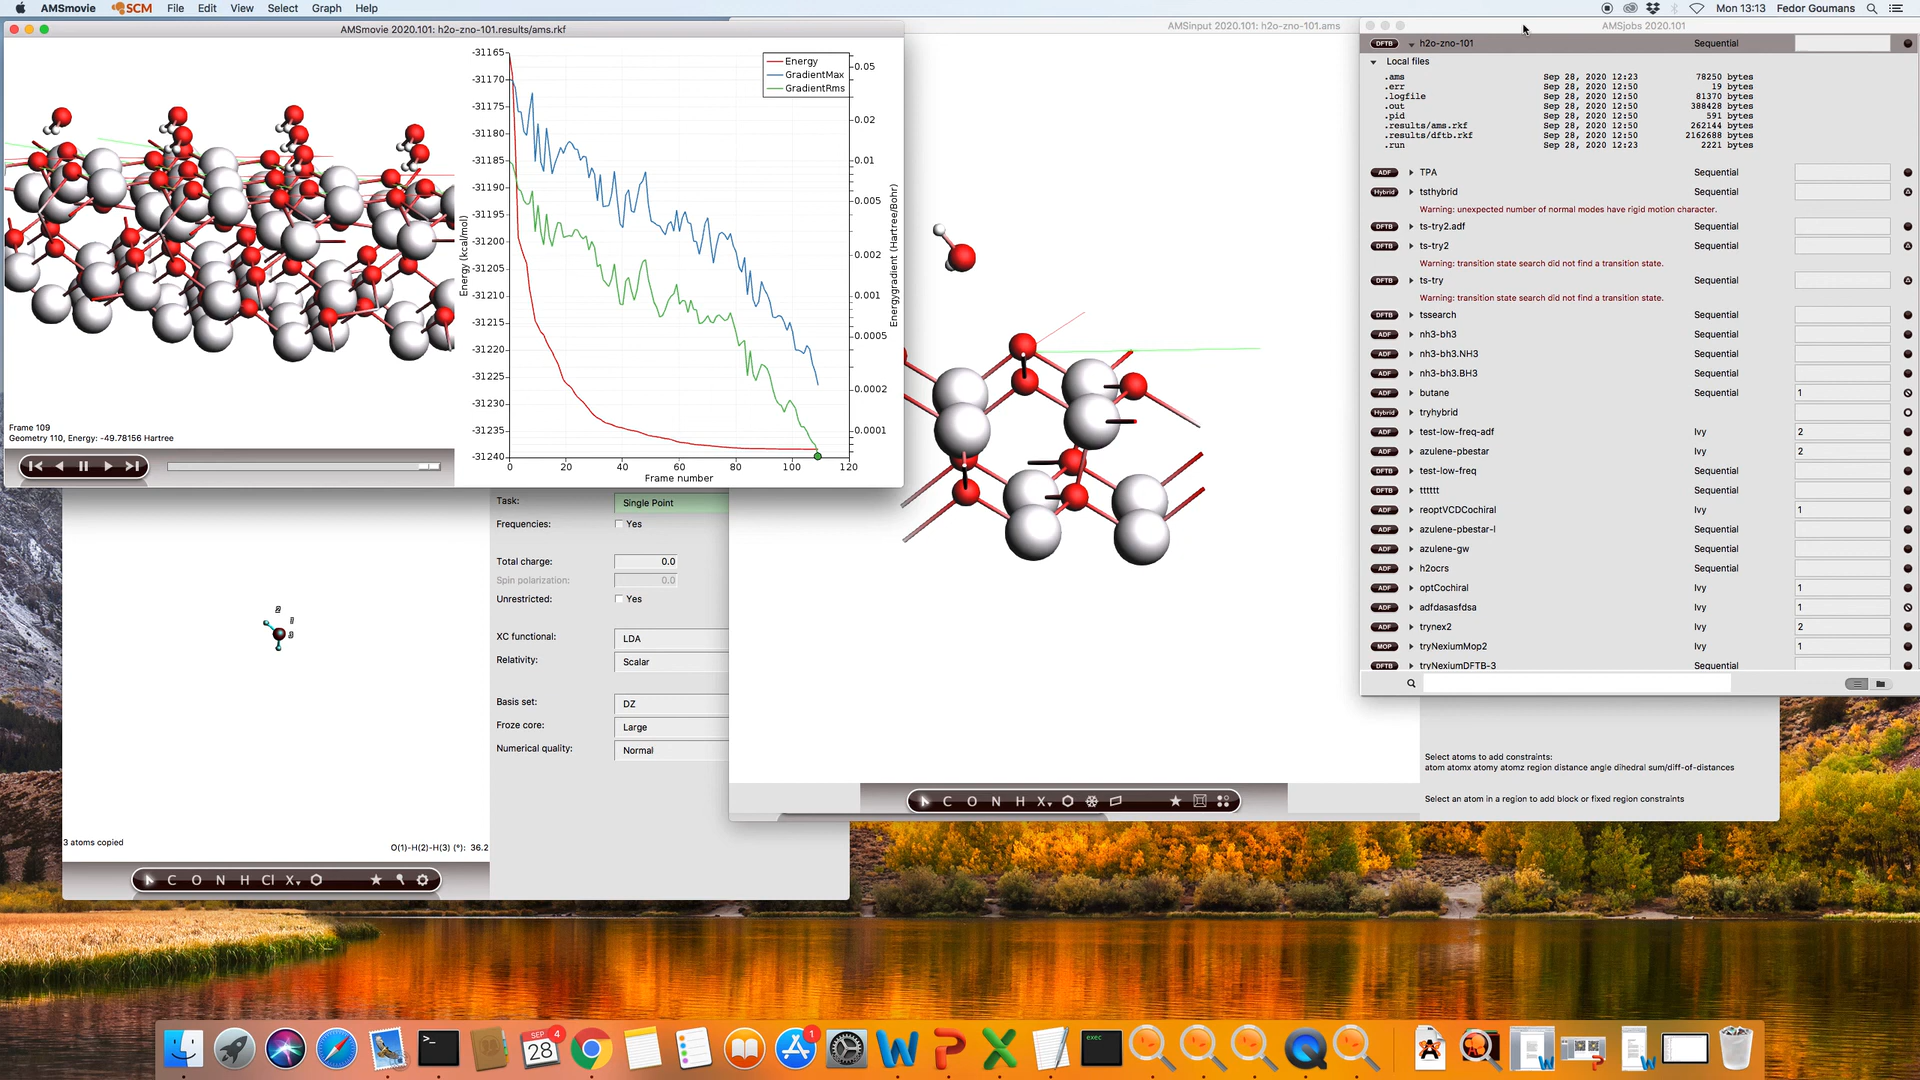 AMSmovie SCM File Edit View Select Graph Help
Mon 13:13 Fedor Goumans
AMSmovie 2020.101: h2o-zno-101.results/ams.rkf
AMSinput 2020.101: h2o-zno-101.ams
AMSjobs 2020.101
Frame 109
Geometry 110, Energy: -49.78156 Hartree
Energy
GradientMax
GradientRms
-31165
-31170
-31175
-31180
-31185
-31190
-31195
-31200
-31205
-31210
-31215
-31220
-31225
-31230
-31235
-31240
Energy (kcal/mol)
0 20 40 60 80 100 120
Frame number
0.05
0.02
0.01
0.005
0.002
0.001
0.0005
0.0002
0.0001
Energygradient (Hartree/Bohr)
Task: Single Point
Frequencies: Yes
Total charge: 0.0
Spin polarization: 0.0
Unrestricted: Yes
XC functional: LDA
Relativity: Scalar
Basis set: DZ
Froze core: Large
Numerical quality: Normal
2
1
3
3 atoms copied
O(1)-H(2)-H(3) (°): 36.2
C O N H Cl X
C O N H X
DFTB h2o-zno-101 Sequential
Local files
.ams Sep 28, 2020 12:23 78250 bytes
.err Sep 28, 2020 12:50 19 bytes
.logfile Sep 28, 2020 12:50 81370 bytes
.out Sep 28, 2020 12:50 388428 bytes
.pid Sep 28, 2020 12:50 591 bytes
.results/ams.rkf Sep 28, 2020 12:50 262144 bytes
.results/dftb.rkf Sep 28, 2020 12:50 2162688 bytes
.run Sep 28, 2020 12:23 2221 bytes
ADF TPA Sequential
Hybrid tsthybrid Sequential
Warning: unexpected number of normal modes have rigid motion character.
DFTB ts-try2.adf Sequential
DFTB ts-try2 Sequential
Warning: transition state search did not find a transition state.
DFTB ts-try Sequential
Warning: transition state search did not find a transition state.
DFTB tssearch Sequential
ADF nh3-bh3 Sequential
ADF nh3-bh3.NH3 Sequential
ADF nh3-bh3.BH3 Sequential
ADF butane Sequential 1
Hybrid tryhybrid Sequential
ADF test-low-freq-adf Ivy 2
ADF azulene-pbestar Ivy 2
DFTB test-low-freq Sequential
DFTB tttttt Sequential
ADF reoptVCDCochiral Ivy 1
ADF azulene-pbestar-l Sequential
ADF azulene-gw Sequential
ADF h2ocrs Sequential
ADF optCochiral Ivy 1
ADF adfdasasfdsa Ivy 1
ADF trynex2 Ivy 2
MOP tryNexiumMop2 Ivy 1
DFTB tryNexiumDFTB-3 Sequential
Select atoms to add constraints:
atom atomx atomy atomz region distance angle dihedral sum/diff-of-distances
Select an atom in a region to add block or fixed region constraints
SEP
28
4
1
exec